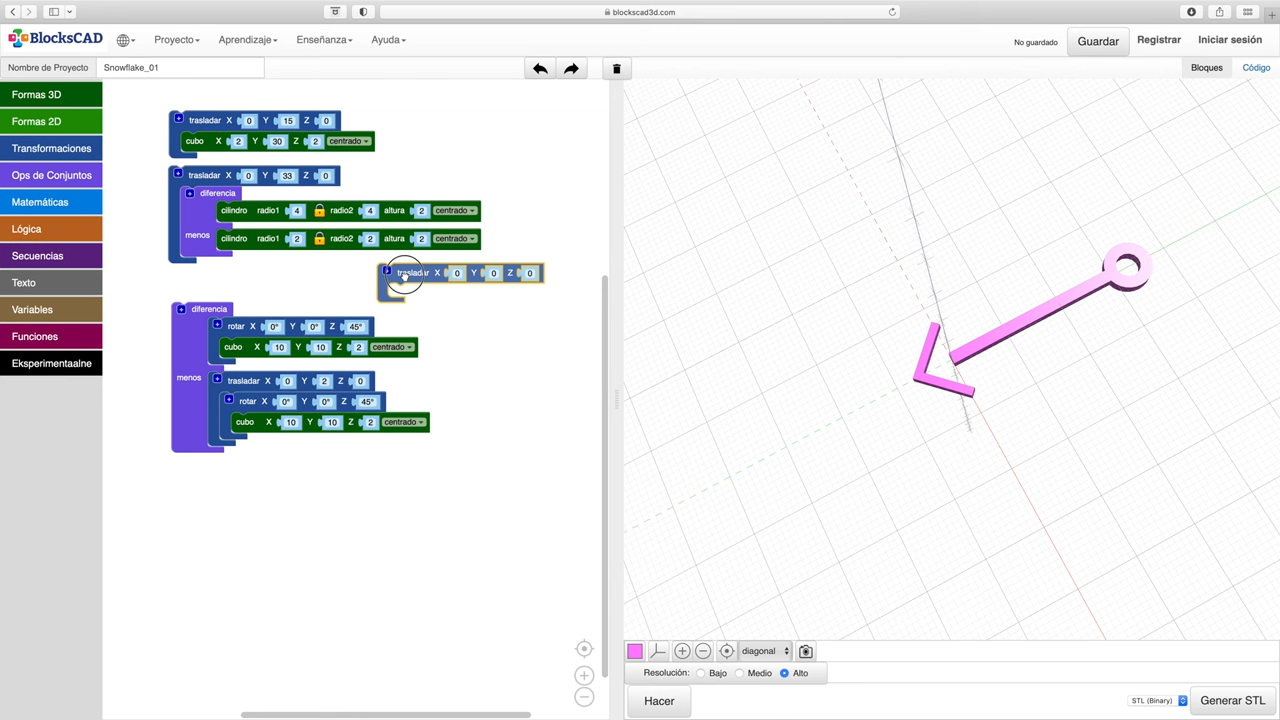 blockscad3d.com
BlocksCAD
Proyecto
Aprendizaje
Enseñanza
Ayuda
No guardado
Guardar
Registrar
Iniciar sesión
Nombre de Proyecto
Snowflake_01
Bloques
Código
Formas 3D
Formas 2D
Transformaciones
Ops de Conjuntos
Matemáticas
Lógica
Secuencias
Texto
Variables
Funciones
Eksperimentaalne
trasladar X 0 Y 15 Z 0
cubo X 2 Y 30 Z 2 centrado
trasladar X 0 Y 33 Z 0
diferencia
cilindro radio1 4 radio2 4 altura 2 centrado
menos
cilindro radio1 2 radio2 2 altura 2 centrado
trasladar X 0 Y 0 Z 0
diferencia
rotar X 0° Y 0° Z 45°
cubo X 10 Y 10 Z 2 centrado
menos
trasladar X 0 Y 2 Z 0
rotar X 0° Y 0° Z 45°
cubo X 10 Y 10 Z 2 centrado
diagonal
Resolución: Bajo Medio Alto
Hacer
STL (Binary)
Generar STL